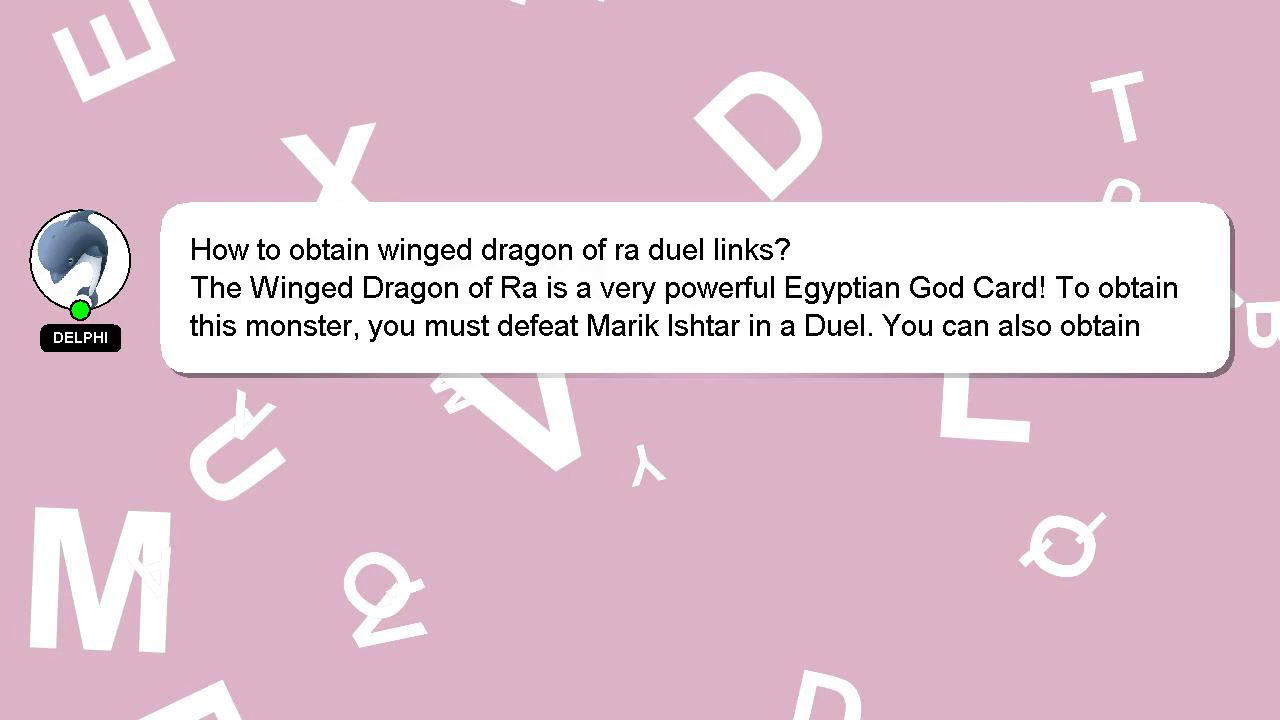 How to obtain winged dragon of ra duel links?
The Winged Dragon of Ra is a very powerful Egyptian God Card! To obtain
this monster, you must defeat Marik Ishtar in a Duel. You can also obtain
DELPHI
E
X
D
T
D
B
V
M
Y
U
Y
L
M
A
Q
Z
Q
D